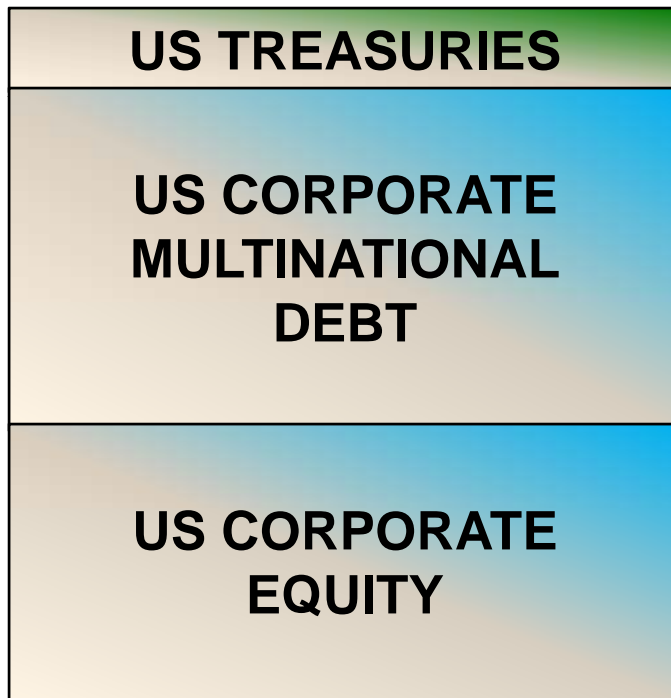 US TREASURIES
US CORPORATE
MULTINATIONAL
DEBT
US CORPORATE
EQUITY